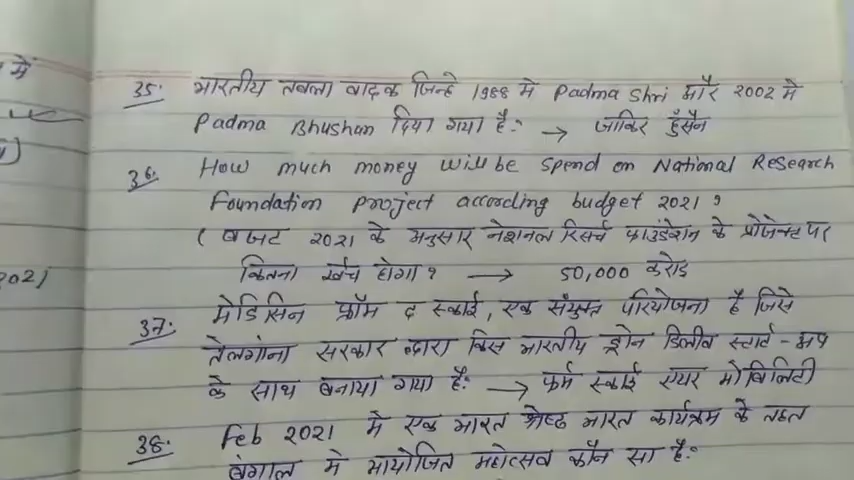 में
35. भारतीय तबला वादक जिन्हे 1988 मे Padma Shri और 2002 मे
Padma Bhushan दिया गया है: → जाकिर हुसैन
36. How much money will be spend on National Research
Foundation project according budget 2021?
( बजट 2021 के अनुसार नेशनल रिसर्च फाउंडेशन के प्रोजेक्ट पर
कितना खर्च होगा? → 50,000 करोड
2021
37. मेडिसिन फ्रॉम द स्काई, एक संयुक्त परियोजना है जिसे
तेलगांना सरकार द्वारा किस भारतीय ड्रोन डिलीव स्टार्ट-अप
के साथ बनाया गया है: → फर्म स्काई एयर मोबिलिटी
38. Feb 2021 मे एक भारत श्रेष्ठ भारत कार्यक्रम के तहत
बंगाल मे आयोजित महोत्सव कौन सा है: